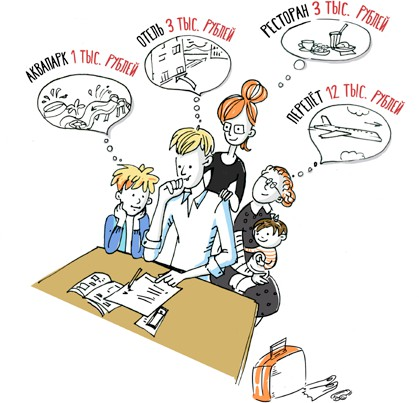 АКВАПАРК 1 ТЫС. РУБЛЕЙ
ОТЕЛЬ 3 ТЫС. РУБЛЕЙ
РЕСТОРАН 3 ТЫС. РУБЛЕЙ
ПЕРЕЛЁТ 12 ТЫС. РУБЛЕЙ